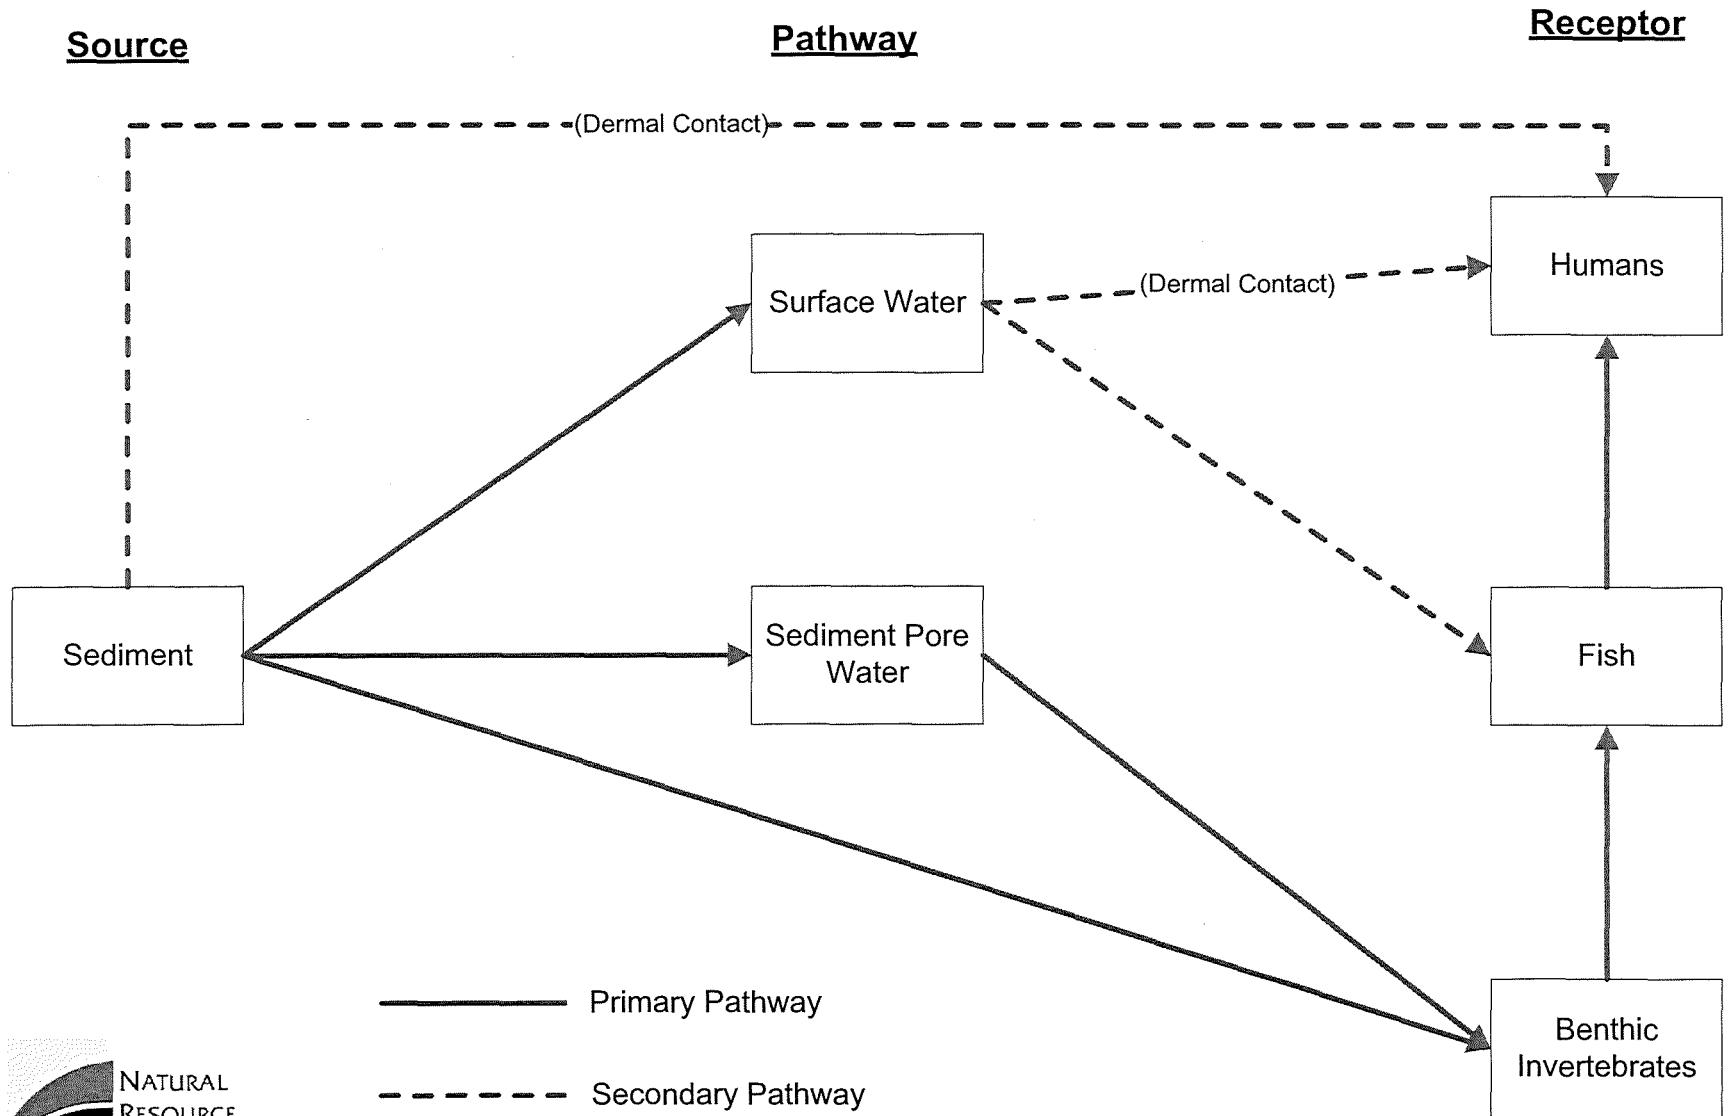 Source
Pathway
Receptor
(Dermal Contact)
Humans
Surface Water
(Dermal Contact)
Sediment
Sediment Pore
Water
Fish
Primary Pathway
Benthic
Invertebrates
NATURAL
RESOURCE
Secondary Pathway